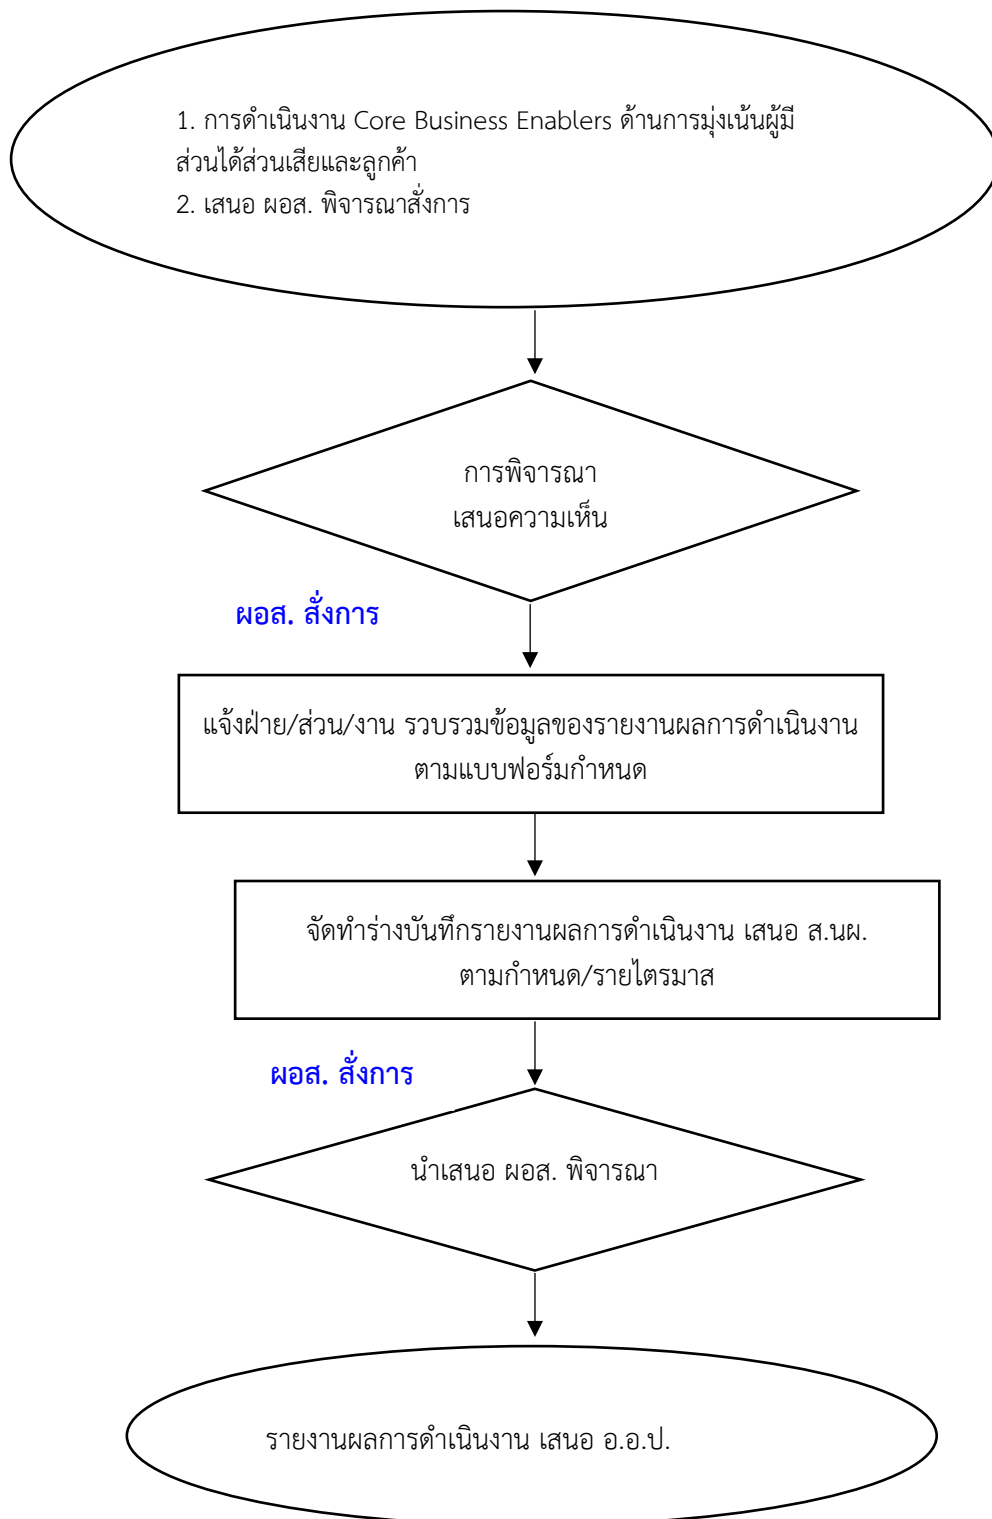 1. การดำเนินงาน Core Business Enablers ด้านการมุ่งเน้นผู้มี
ส่วนได้ส่วนเสียและลูกค้า
2. เสนอ ผอส. พิจารณาสั่งการ
การพิจารณา
เสนอความเห็น
ผอส. สั่งการ
แจ้งฝ่าย/ส่วน/งาน รวบรวมข้อมูลของรายงานผลการดำเนินงาน
ตามแบบฟอร์มกำหนด
จัดทำร่างบันทึกรายงานผลการดำเนินงาน เสนอ ส.นผ.
ตามกำหนด/รายไตรมาส
ผอส. สั่งการ
นำเสนอ ผอส. พิจารณา
รายงานผลการดำเนินงาน เสนอ อ.อ.ป.